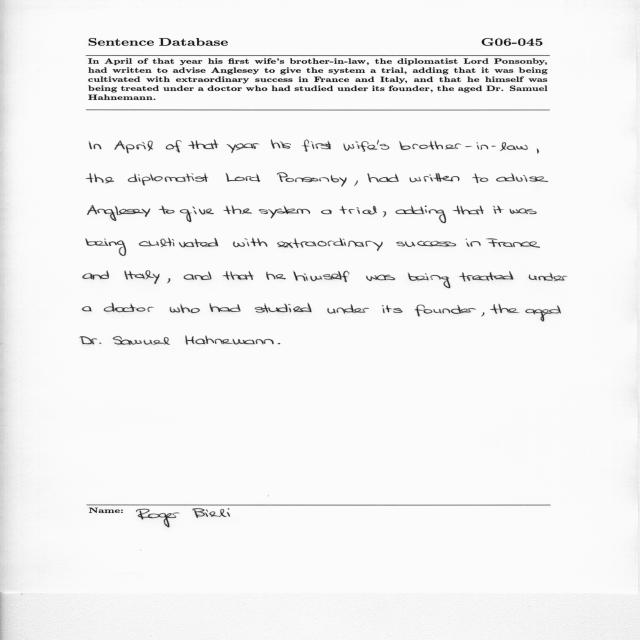 Sentence Database G06-045
In April of that year his first wife's brother-in-law, the diplomatist Lord Ponsonby,
had written to advise Anglesey to give the system a trial, adding that it was being
cultivated with extraordinary success in France and Italy, and that he himself was
being treated under a doctor who had studied under its founder, the aged Dr. Samuel
Hahnemann.
In April of that year his first wife's brother-in-law,
the diplomatist Lord Ponsonby, had written to advise
Anglesey to give the system a trial, adding that it was
being cultivated with extraordinary success in France
and Italy, and that he himself was being treated under
a doctor who had studied under its founder, the aged
Dr. Samuel Hahnemann.
Name: Roger Bieli